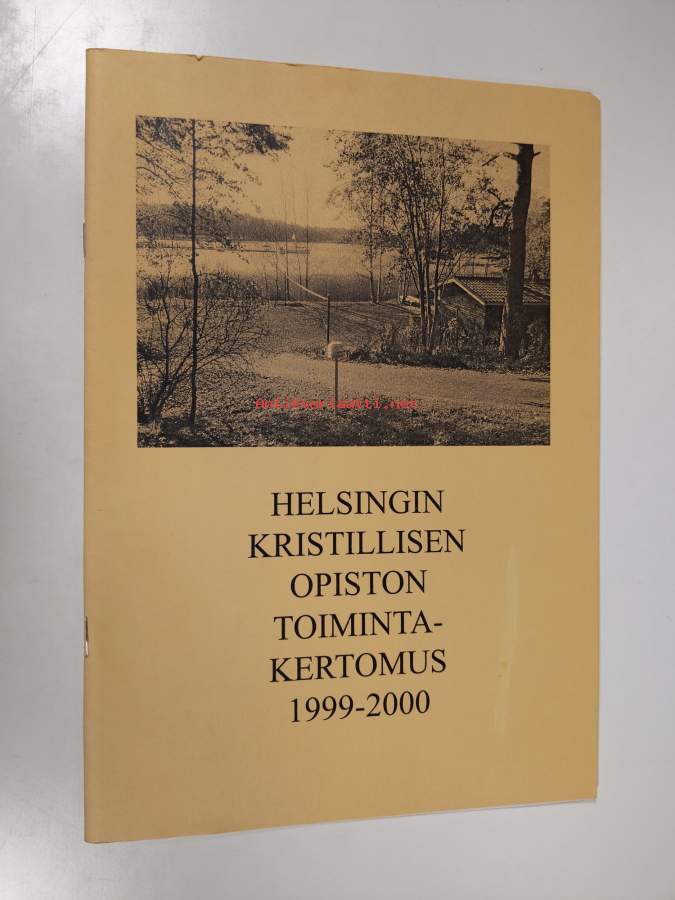 HELSINGIN
KRISTILLISEN
OPISTON
TOIMINTA-
KERTOMUS
1999-2000